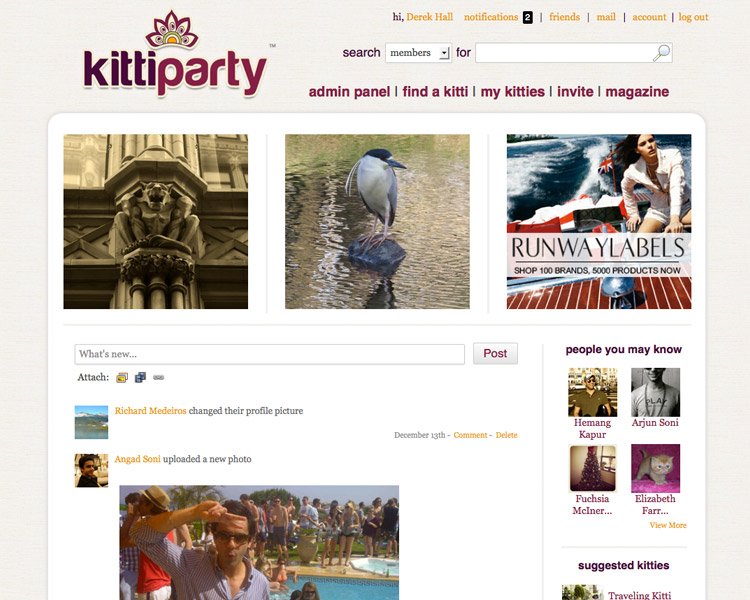 hi, Derek Hall notifications 2 | friends | mail | account | log out
kittiparty™
search members for
admin panel | find a kitti | my kitties | invite | magazine
RUNWAYLABELS
SHOP 100 BRANDS, 5000 PRODUCTS NOW
What's new...
Post
Attach:
Richard Medeiros changed their profile picture
December 13th - Comment - Delete
Angad Soni uploaded a new photo
people you may know
Hemang
Kapur
Arjun Soni
PLAY
Fuchsia
McIner...
Elizabeth
Farr...
View More
suggested kitties
Traveling Kitti